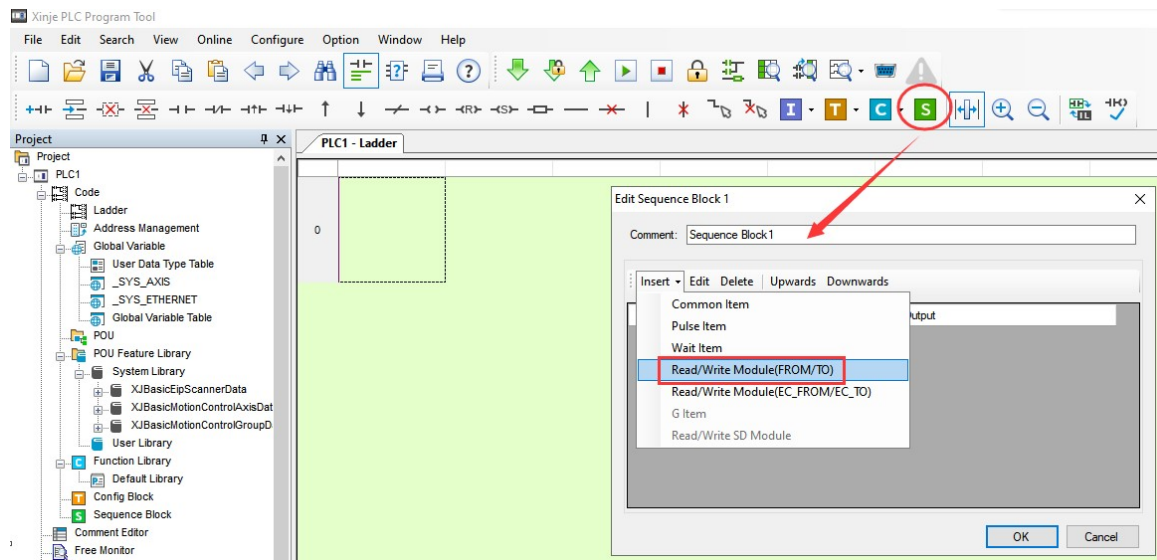 Xinje PLC Program Tool
File Edit Search View Online Configure Option Window Help
I T C S
Project
PLC1 - Ladder
Project
PLC1
Code
Ladder
Address Management
Global Variable
User Data Type Table
_SYS_AXIS
_SYS_ETHERNET
Global Variable Table
POU
POU Feature Library
System Library
XJBasicEipScannerData
XJBasicMotionControlAxisDat
XJBasicMotionControlGroupD
User Library
Function Library
Default Library
Config Block
Sequence Block
Comment Editor
Free Monitor
0
Edit Sequence Block 1
Comment: Sequence Block1
Insert Edit Delete Upwards Downwards
Common Item
Pulse Item
Wait Item
Read/Write Module(FROM/TO)
Read/Write Module(EC_FROM/EC_TO)
G Item
Read/Write SD Module
OK Cancel